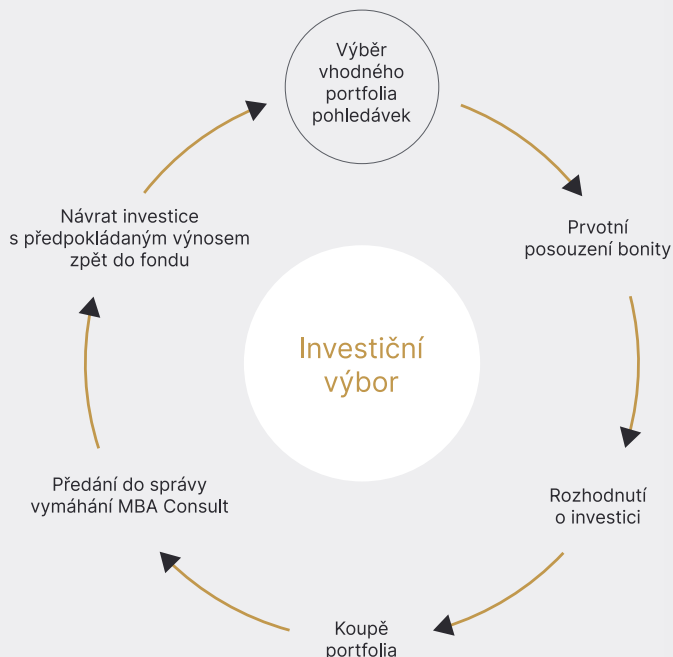 Výběr
vhodného
portfolia
pohledávek
Prvotní
posouzení bonity
Rozhodnutí
o investici
Koupě
portfolia
Předání do správy
vymáhání MBA Consult
Návrat investice
s předpokládaným výnosem
zpět do fondu
Investiční
výbor